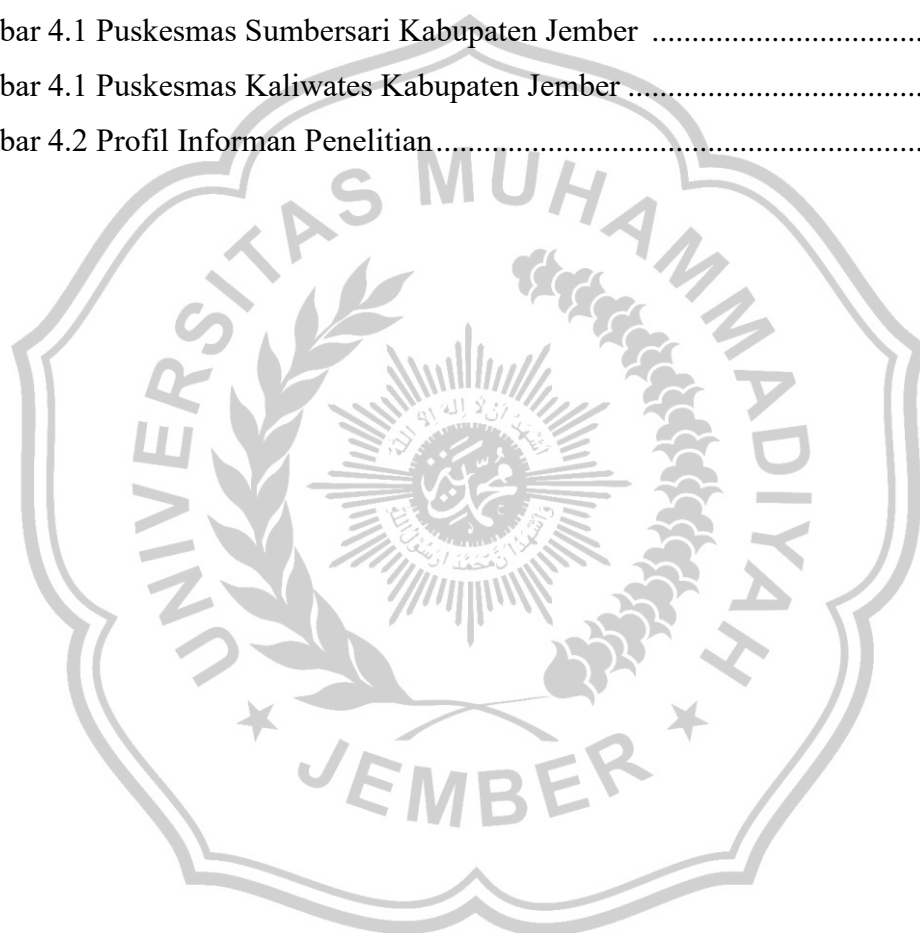 bar 4.1 Puskesmas Sumbersari Kabupaten Jember ..................................
bar 4.1 Puskesmas Kaliwates Kabupaten Jember .....................................
bar 4.2 Profil Informan Penelitian.............................................................
UNIVERSITAS MUHAMMADIYAH
JEMBER